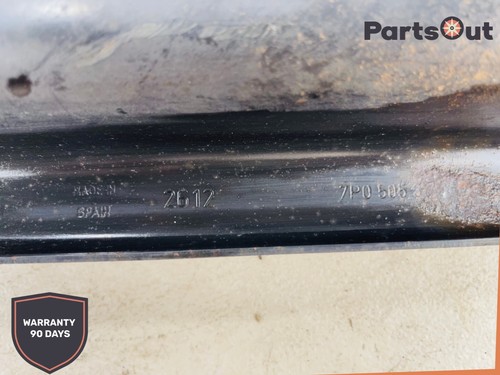 PartsOut
MADE IN
SPAIN
2612
7P0 505
WARRANTY
90 DAYS